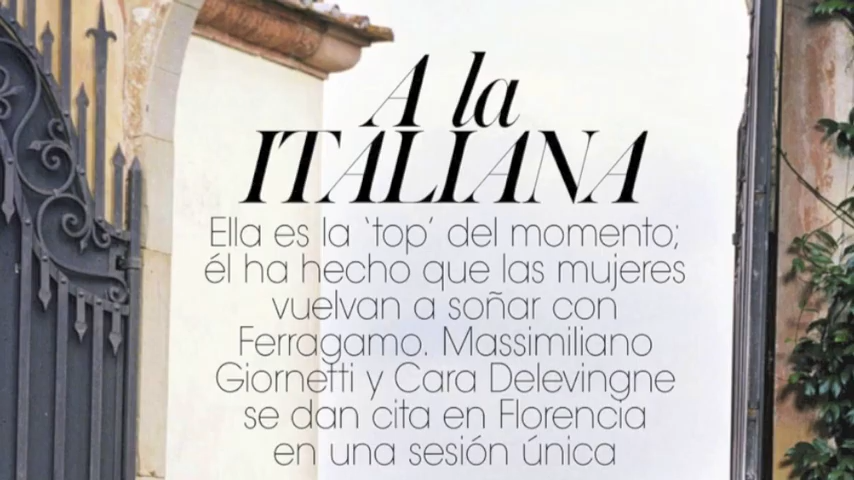 A la
ITALIANA
Ella es la ‘top’ del momento;
él ha hecho que las mujeres
vuelvan a soñar con
Ferragamo. Massimiliano
Giornetti y Cara Delevingne
se dan cita en Florencia
en una sesión única